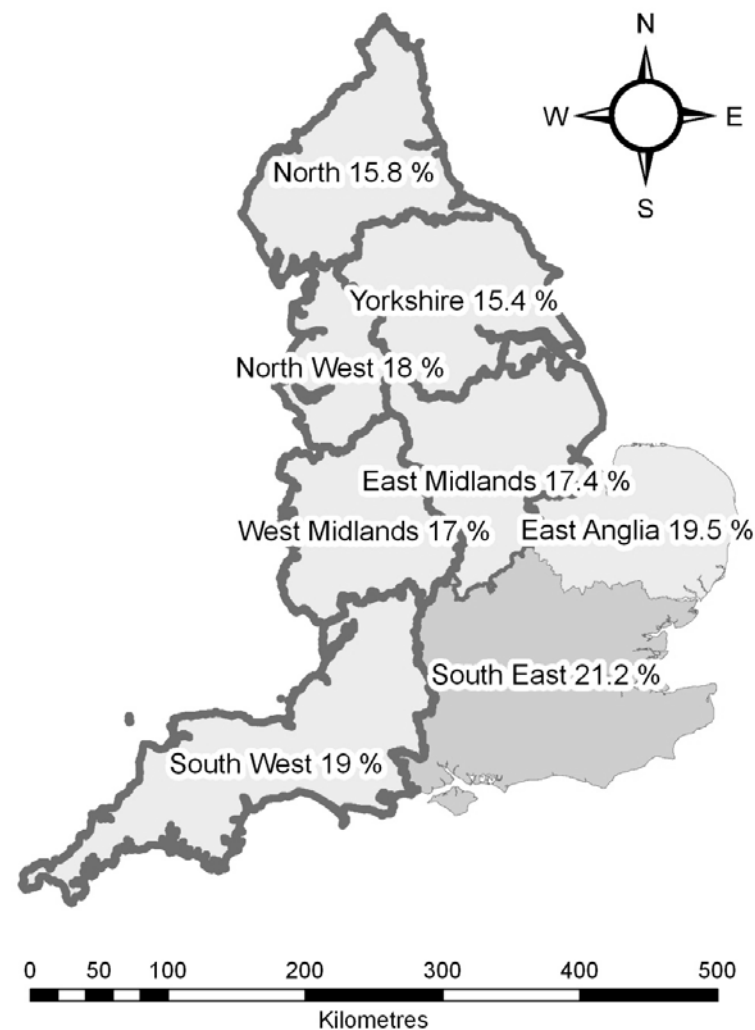 N
W E
S
North 15.8 %
Yorkshire 15.4 %
North West 18 %
East Midlands 17.4 %
West Midlands 17 %
East Anglia 19.5 %
South East 21.2 %
South West 19 %
0 50 100 200 300 400 500
Kilometres